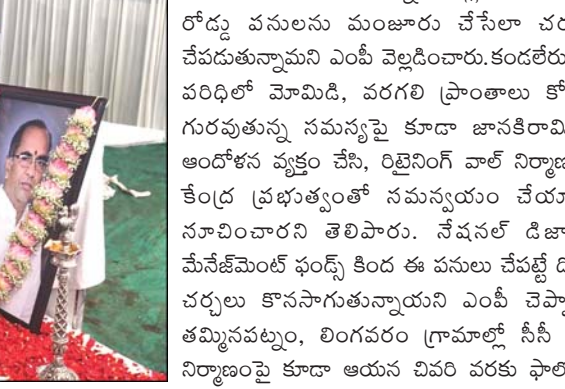 రోడ్డు పనులను మంజూరు చేసేలా చర
చేపడుతున్నామని ఎంపీ వెల్లడించారు.కండలేరు
పరిధిలో మోమిడి, వరగలి ప్రాంతాలు కో
గురవుతున్న సమస్యపై కూడా జానకిరామి
ఆందోళన వ్యక్తం చేసి, రిటైనింగ్ వాల్ నిర్మాణ
కేంద్ర ప్రభుత్వంతో సమన్వయం చేయా
సూచించారని తెలిపారు. నేషనల్ డిజా
మేనేజ్‌మెంట్ ఫండ్స్ కింద ఈ పనులు చేపట్టే ది
చర్చలు కొనసాగుతున్నాయని ఎంపీ చెప్పా
తమ్మినపట్నం, లింగవరం గ్రామాల్లో సీసీ
నిర్మాణంపై కూడా ఆయన చివరి వరకు ఫాలో